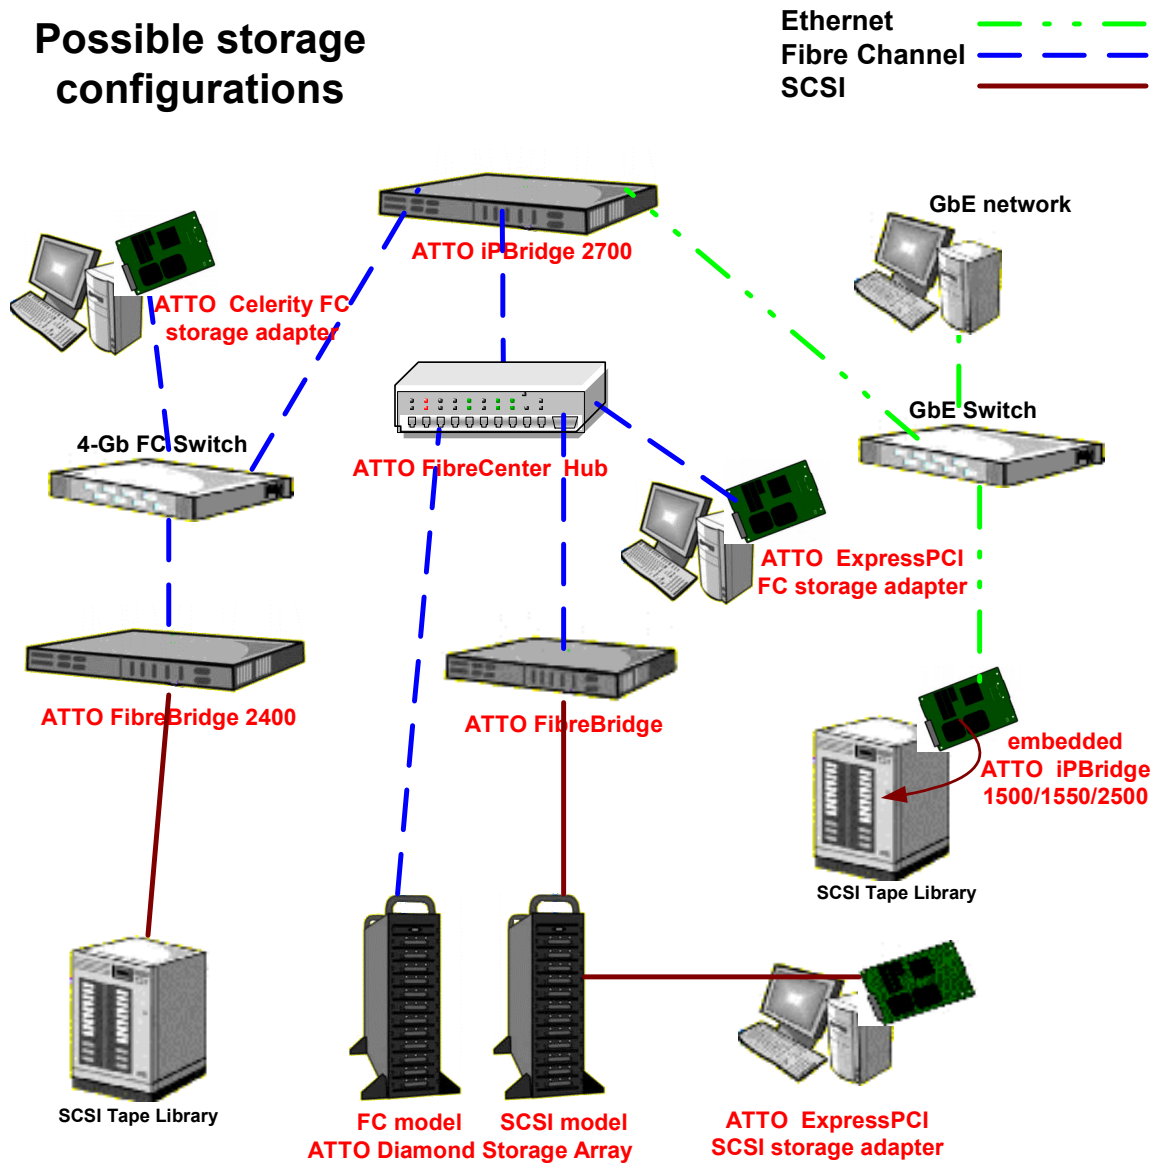 Possible storage
configurations
Ethernet
Fibre Channel
SCSI
GbE network
ATTO iPBridge 2700
ATTO Celerity FC
storage adapter
GbE Switch
4-Gb FC Switch
ATTO FibreCenter Hub
ATTO ExpressPCI
FC storage adapter
ATTO FibreBridge 2400
ATTO FibreBridge
embedded
ATTO iPBridge
1500/1550/2500
SCSI Tape Library
SCSI Tape Library
FC model
SCSI model
ATTO Diamond Storage Array
ATTO ExpressPCI
SCSI storage adapter